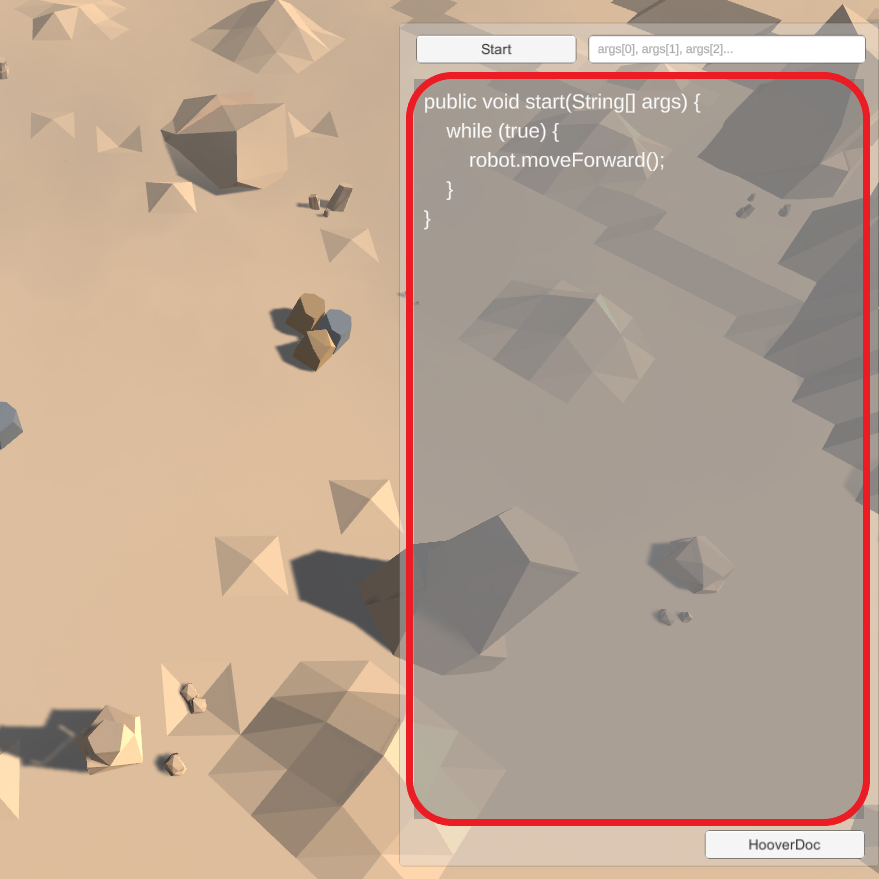 Start
args[0], args[1], args[2]...
public void start(String[] args) {
while (true) {
robot.moveForward();
}
}
HooverDoc